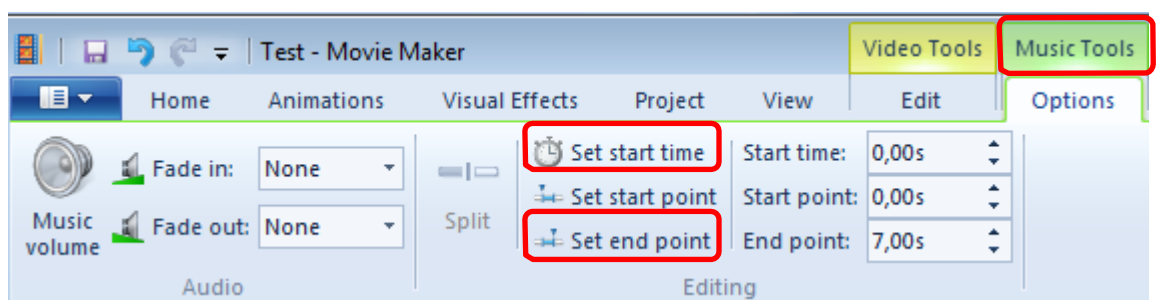 Test - Movie Maker Video Tools Music Tools
Home Animations Visual Effects Project View Edit Options
Fade in: None Set start time Start time: 0,00s
Set start point Start point: 0,00s
Music volume Fade out: None Split Set end point End point: 7,00s
Audio Editing